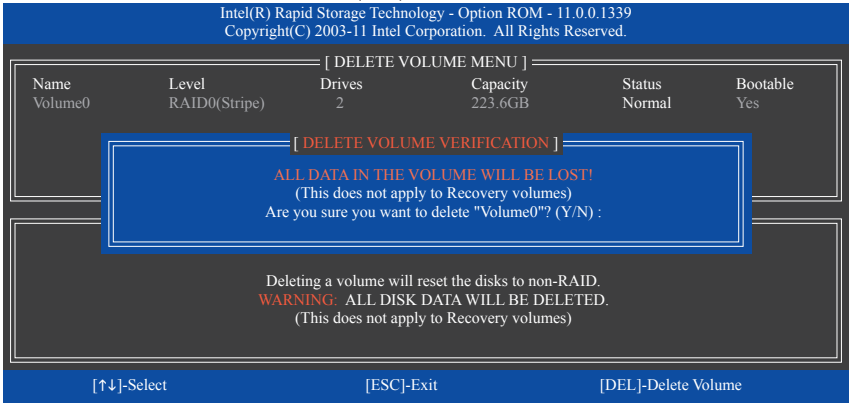 Intel(R) Rapid Storage Technology - Option ROM - 11.0.0.1339
Copyright(C) 2003-11 Intel Corporation. All Rights Reserved.
[ DELETE VOLUME MENU ]
Name Level Drives Capacity Status Bootable
Volume0 RAID0(Stripe) 2 223.6GB Normal Yes
[ DELETE VOLUME VERIFICATION ]
ALL DATA IN THE VOLUME WILL BE LOST!
(This does not apply to Recovery volumes)
Are you sure you want to delete "Volume0"? (Y/N) :
Deleting a volume will reset the disks to non-RAID.
WARNING: ALL DISK DATA WILL BE DELETED.
(This does not apply to Recovery volumes)
[↑↓]-Select [ESC]-Exit [DEL]-Delete Volume